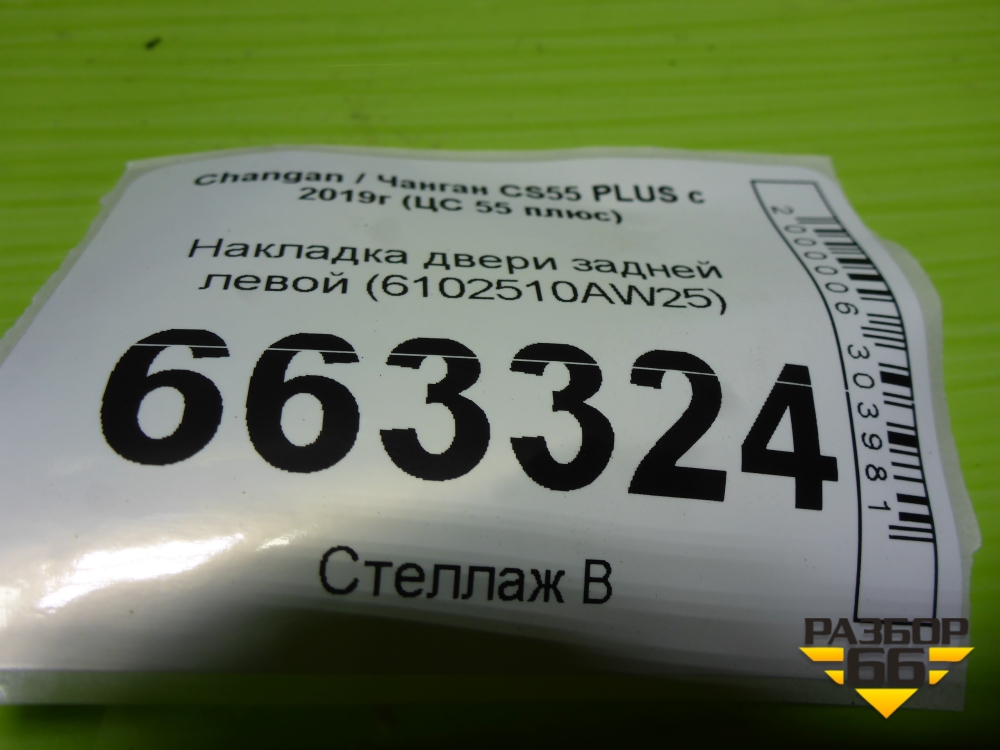 Changan / Чанган CS55 PLUS с
2019г (ЦС 55 плюс)
Накладка двери задней
левой (6102510AW25)
663324
Стеллаж В
2000006303981
РАЗБОР
66